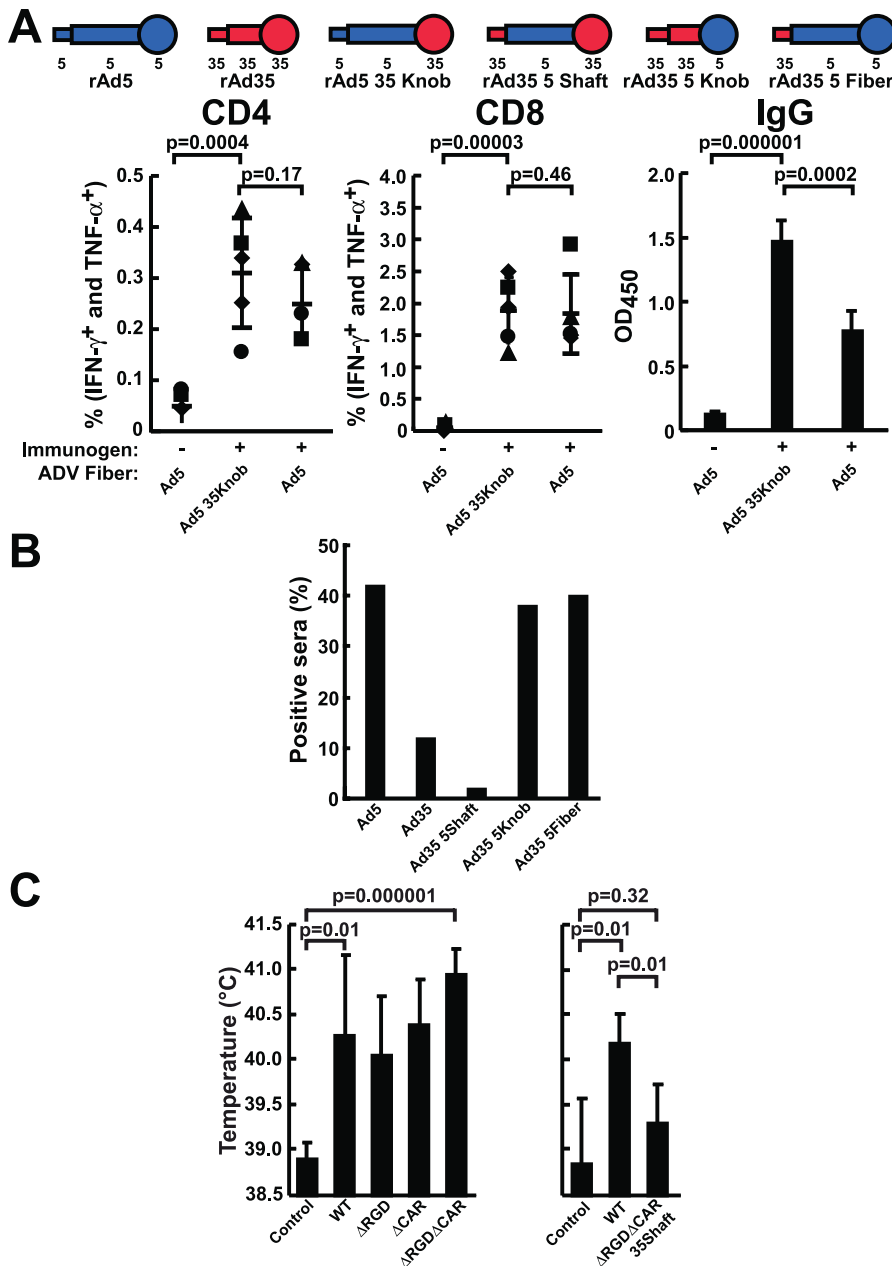 A
5 5 5
35 35 35
5 5 35
35 5 35
35 35 5
35 5 5
rAd5
rAd35
rAd5 35 Knob
rAd35 5 Shaft
rAd35 5 Knob
rAd35 5 Fiber
CD4
p=0.0004
p=0.17
% (IFN-γ+ and TNF-α+)
0.5
0.4
0.3
0.2
0.1
0
CD8
p=0.00003
p=0.46
% (IFN-γ+ and TNF-α+)
4.0
3.5
3.0
2.5
2.0
1.5
1.0
0.5
0
IgG
p=0.000001
p=0.0002
OD450
2.0
1.5
1.0
0.5
0
Immunogen: - + + - + + - + +
ADV Fiber: Ad5 Ad5 35Knob Ad5 Ad5 Ad5 35Knob Ad5 Ad5 Ad5 35Knob Ad5
B
Positive sera (%)
50
40
30
20
10
0
Ad5
Ad35
Ad35 5Shaft
Ad35 5Knob
Ad35 5Fiber
C
p=0.000001
p=0.01
Temperature (°C)
41.5
41.0
40.5
40.0
39.5
39.0
38.5
Control
WT
ΔRGD
ΔCAR
ΔRGDΔCAR
p=0.32
p=0.01
p=0.01
Control
WT
ΔRGDΔCAR
35Shaft